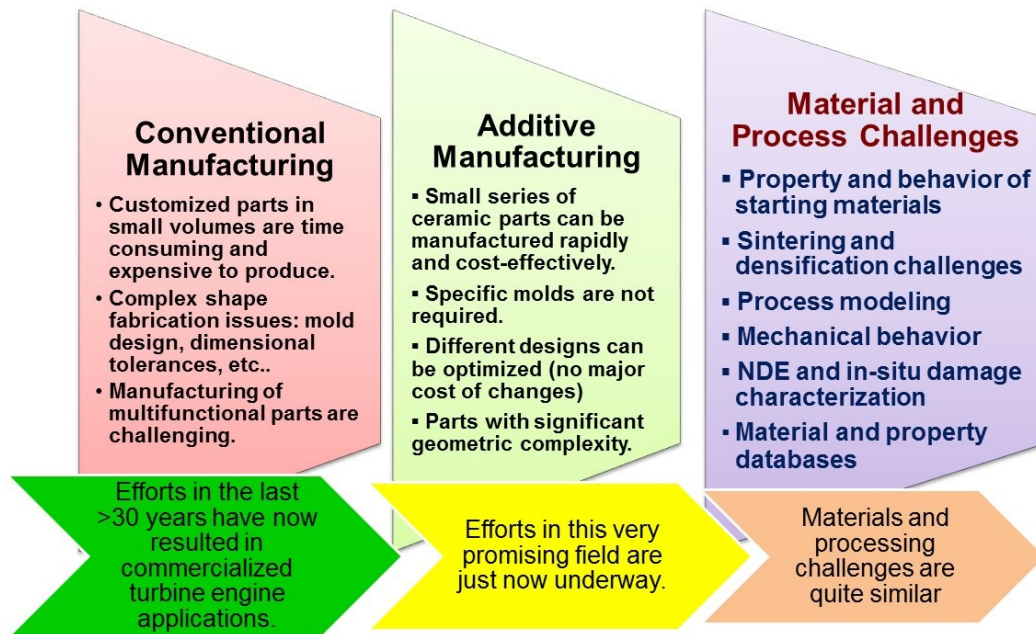 Conventional
Manufacturing
• Customized parts in
small volumes are time
consuming and
expensive to produce.
• Complex shape
fabrication issues: mold
design, dimensional
tolerances, etc..
• Manufacturing of
multifunctional parts are
challenging.
Efforts in the last
>30 years have now
resulted in
commercialized
turbine engine
applications.
Additive
Manufacturing
▪ Small series of
ceramic parts can be
manufactured rapidly
and cost-effectively.
▪ Specific molds are not
required.
▪ Different designs can
be optimized (no major
cost of changes)
▪ Parts with significant
geometric complexity.
Efforts in this very
promising field are
just now underway.
Material and
Process Challenges
▪ Property and behavior of
starting materials
▪ Sintering and
densification challenges
▪ Process modeling
▪ Mechanical behavior
▪ NDE and in-situ damage
characterization
▪ Material and property
databases
Materials and
processing
challenges are
quite similar